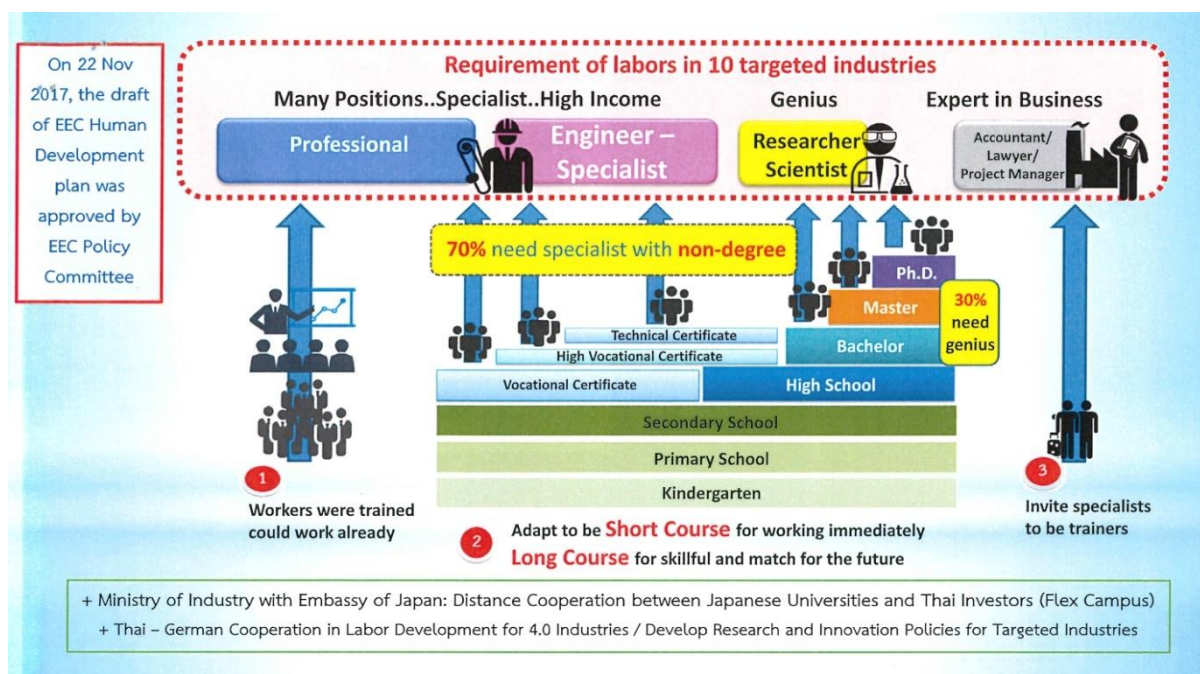 On 22 Nov
2017, the draft
of EEC Human
Development
plan was
approved by
EEC Policy
Committee
Requirement of labors in 10 targeted industries
Many Positions..Specialist..High Income
Genius
Expert in Business
Professional
Engineer –
Specialist
Researcher
Scientist
Accountant/
Lawyer/
Project Manager
70% need specialist with non-degree
Ph.D.
Master
30%
need
genius
Technical Certificate
Bachelor
High Vocational Certificate
Vocational Certificate
High School
Secondary School
Primary School
Kindergarten
1
Workers were trained
could work already
2
Adapt to be Short Course for working immediately
Long Course for skillful and match for the future
3
Invite specialists
to be trainers
+ Ministry of Industry with Embassy of Japan: Distance Cooperation between Japanese Universities and Thai Investors (Flex Campus)
+ Thai – German Cooperation in Labor Development for 4.0 Industries / Develop Research and Innovation Policies for Targeted Industries